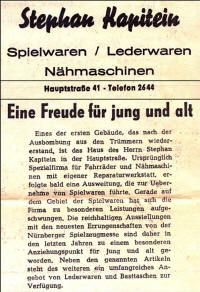 Stephan Kapitein
Spielwaren / Lederwaren
Nähmaschinen
Hauptstraße 41 - Telefon 2644
Eine Freude für jung und alt
Eines der ersten Gebäude, das nach der
Ausbombung aus den Trümmern wieder-
erstand, ist das Haus des Herrn Stephan
Kapitein in der Hauptstraße. Ursprünglich
Spezialfirma für Fahrräder und Nähmaschi-
nen mit eigener Reparaturwerkstatt, er-
folgte bald eine Ausweitung, die zur Ueber-
nahme von Spielwaren führte. Gerade auf
dem Gebiet der Spielwaren hat sich die
Firma zu besonderen Leistungen aufge-
schwungen. Die reichhaltigen Ausstellungen
mit den neusten Errungenschaften von der
Nürnberger Spielzeugmesse sind daher in
den letzten Jahren zu einem besonderen
Anziehungspunkt für jung und alt ge-
worden. Neben den genannten Artikeln
steht des weiteren ein umfangreiches An-
gebot von Lederwaren und Basttaschen zur
Verfügung.